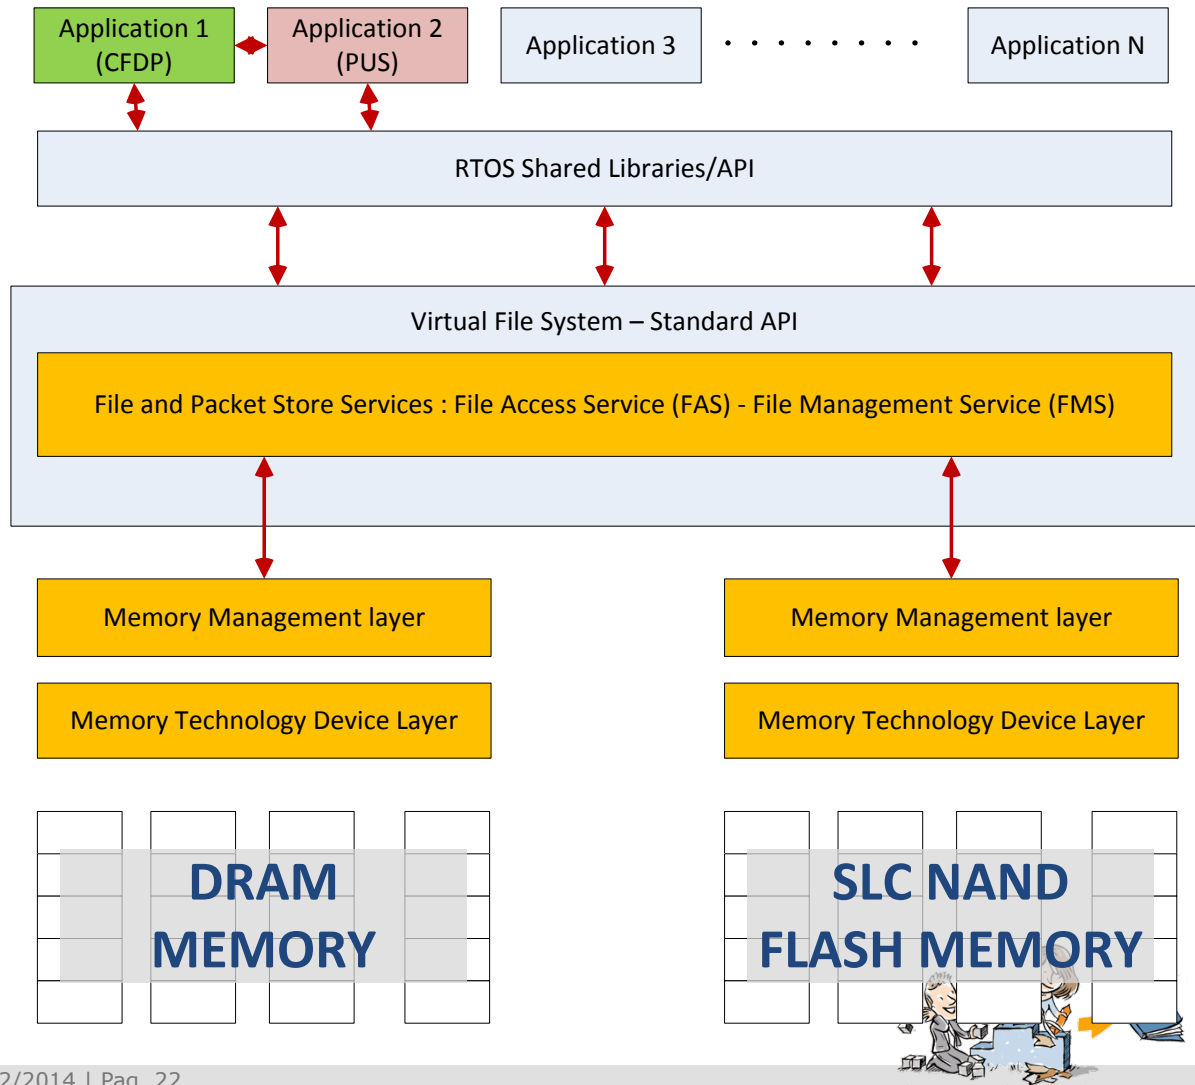 Application 1
(CFDP)
Application 2
(PUS)
Application 3
. . . . . . . .
Application N
RTOS Shared Libraries/API
Virtual File System – Standard API
File and Packet Store Services : File Access Service (FAS) - File Management Service (FMS)
Memory Management layer
Memory Management layer
Memory Technology Device Layer
Memory Technology Device Layer
DRAM
MEMORY
SLC NAND
FLASH MEMORY
2/2014 | Pag. 22